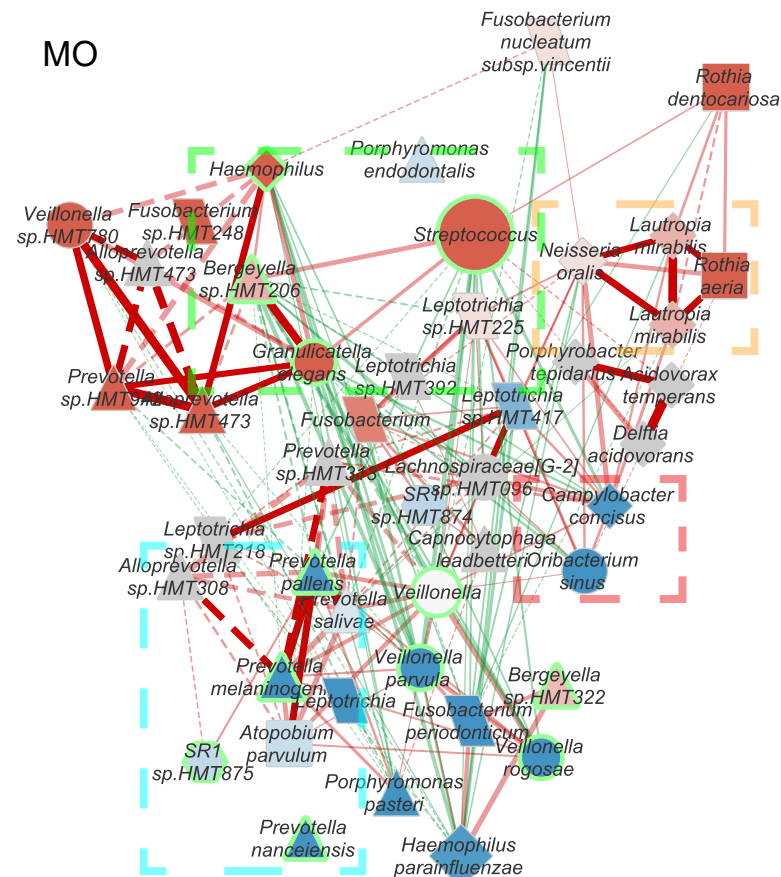 MO
Fusobacterium
nucleatum
subsp.vincentii
Rothia
dentocariosa
Porphyromonas
endodontalis
Haemophilus
Veillonella
sp.HMT780
Fusobacterium
sp.HMT248
Alloprevotella
sp.HMT473
Streptococcus
Lautropia
mirabilis
Neisseria
oralis
Rothia
aeria
Bergeyella
sp.HMT206
Leptotrichia
sp.HMT225
Lautropia
mirabilis
Granulicatella
elegans
Leptotrichia
sp.HMT392
Porphyrobacter
tepidarius
Acidovorax
temperans
Prevotella
Alloprevotella
sp.HMT473
Leptotrichia
sp.HMT417
Fusobacterium
Delftia
acidovorans
Prevotella
sp.HMT313
Lachnospiraceae[G-2]
sp.HMT096
SR1
sp.HMT874
Campylobacter
concisus
Leptotrichia
sp.HMT218
Capnocytophaga
leadbetteri
Oribacterium
sinus
Alloprevotella
sp.HMT308
Prevotella
pallens
Prevotella
salivae
Veillonella
Veillonella
parvula
Prevotella
Bergeyella
sp.HMT322
Leptotrichia
Fusobacterium
periodonticum
Atopobium
parvulum
SR1
sp.HMT875
Veillonella
rogosae
Porphyromonas
pasteri
Prevotella
nanceiensis
Haemophilus
parainfluenzae